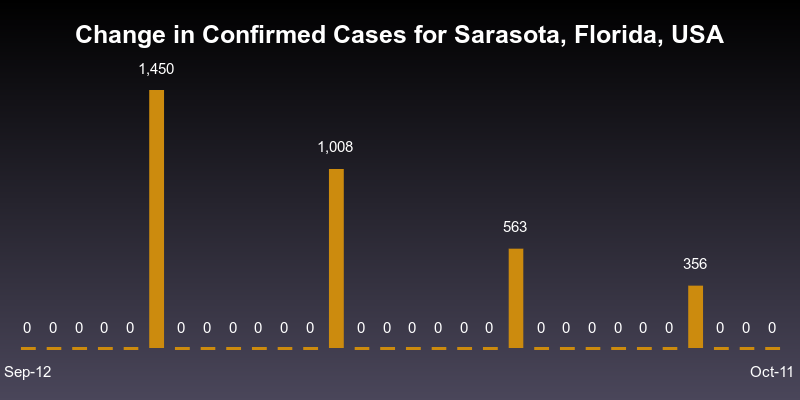 Change in Confirmed Cases for Sarasota, Florida, USA
1,450
1,008
563
356
0 0 0 0 0 0 0 0 0 0 0 0 0 0 0 0 0 0 0 0 0 0 0 0 0 0
Sep-12 Oct-11